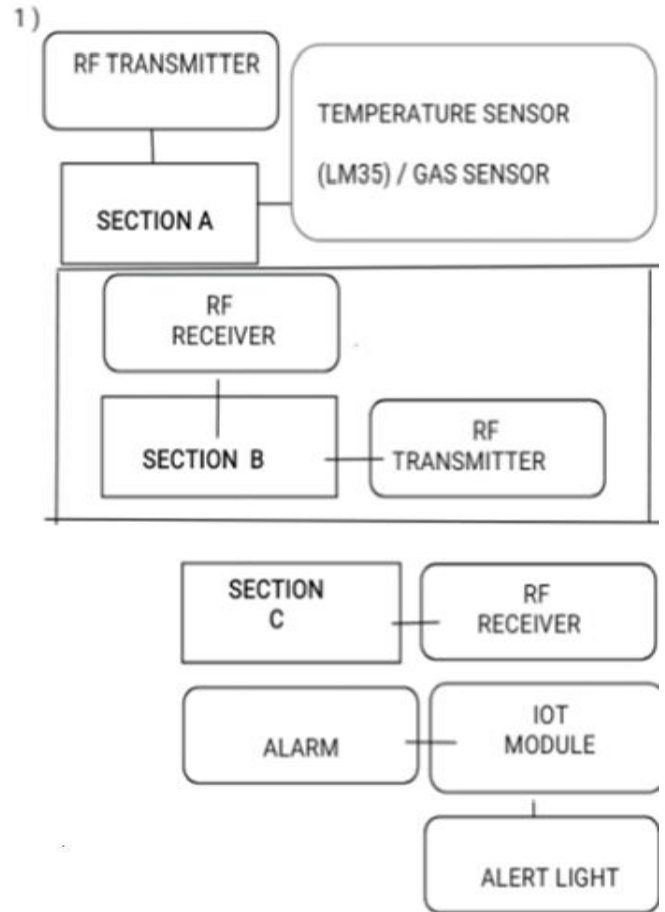 1)
RF TRANSMITTER
TEMPERATURE SENSOR
(LM35) / GAS SENSOR
SECTION A
RF
RECEIVER
SECTION B
RF
TRANSMITTER
SECTION
C
RF
RECEIVER
ALARM
IOT
MODULE
ALERT LIGHT